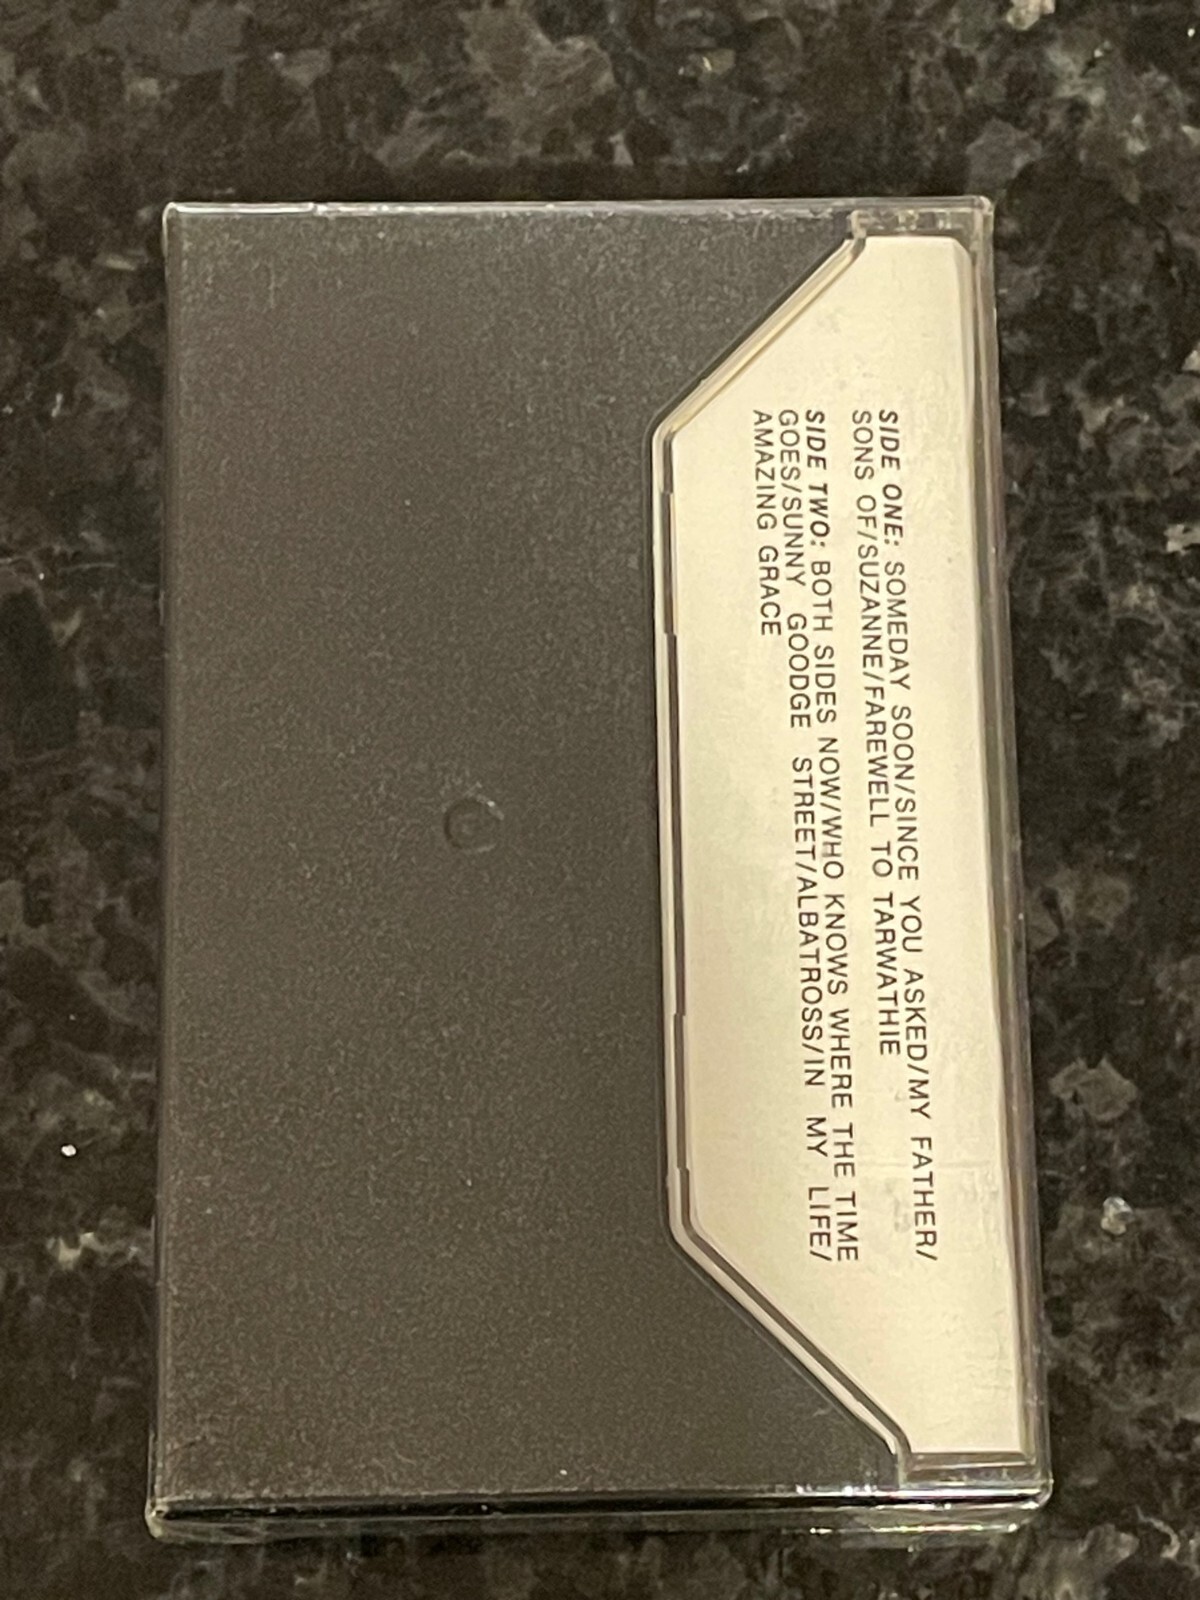 SIDE ONE: SOMEDAY SOON/SINCE YOU ASKED/MY FATHER/
SONS OF/SUZANNE/FAREWELL TO TARWATHIE
SIDE TWO: BOTH SIDES NOW/WHO KNOWS WHERE THE TIME
GOES/SUNNY GOODGE STREET/ALBATROSS/IN MY LIFE/
AMAZING GRACE